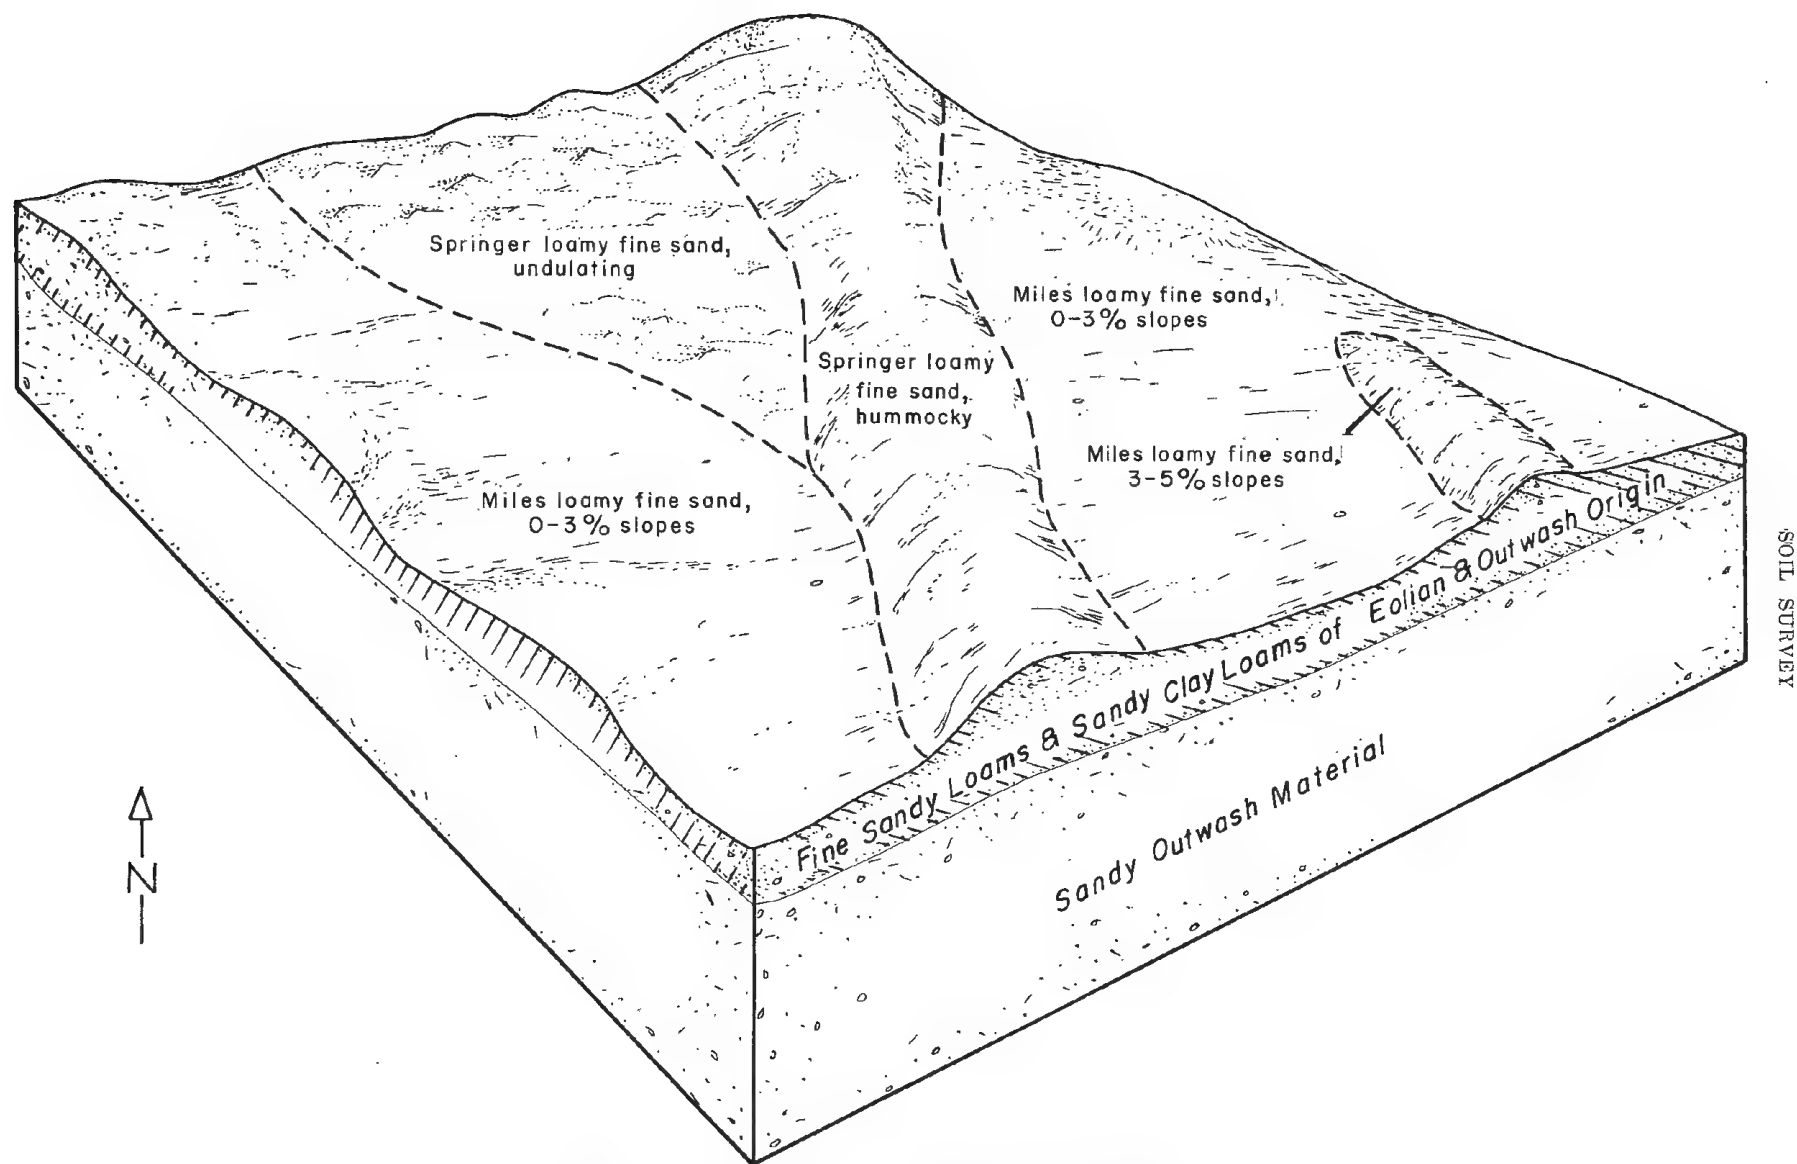 Springer loamy fine sand,
undulating
Miles loamy fine sand,
0-3% slopes
Springer loamy
fine sand,
hummocky
Miles loamy fine sand,
3-5% slopes
Miles loamy fine sand,
0-3% slopes
Fine Sandy Loams & Sandy Clay Loams of Eolian & Outwash Origin
Sandy Outwash Material
N
SOIL SURVEY